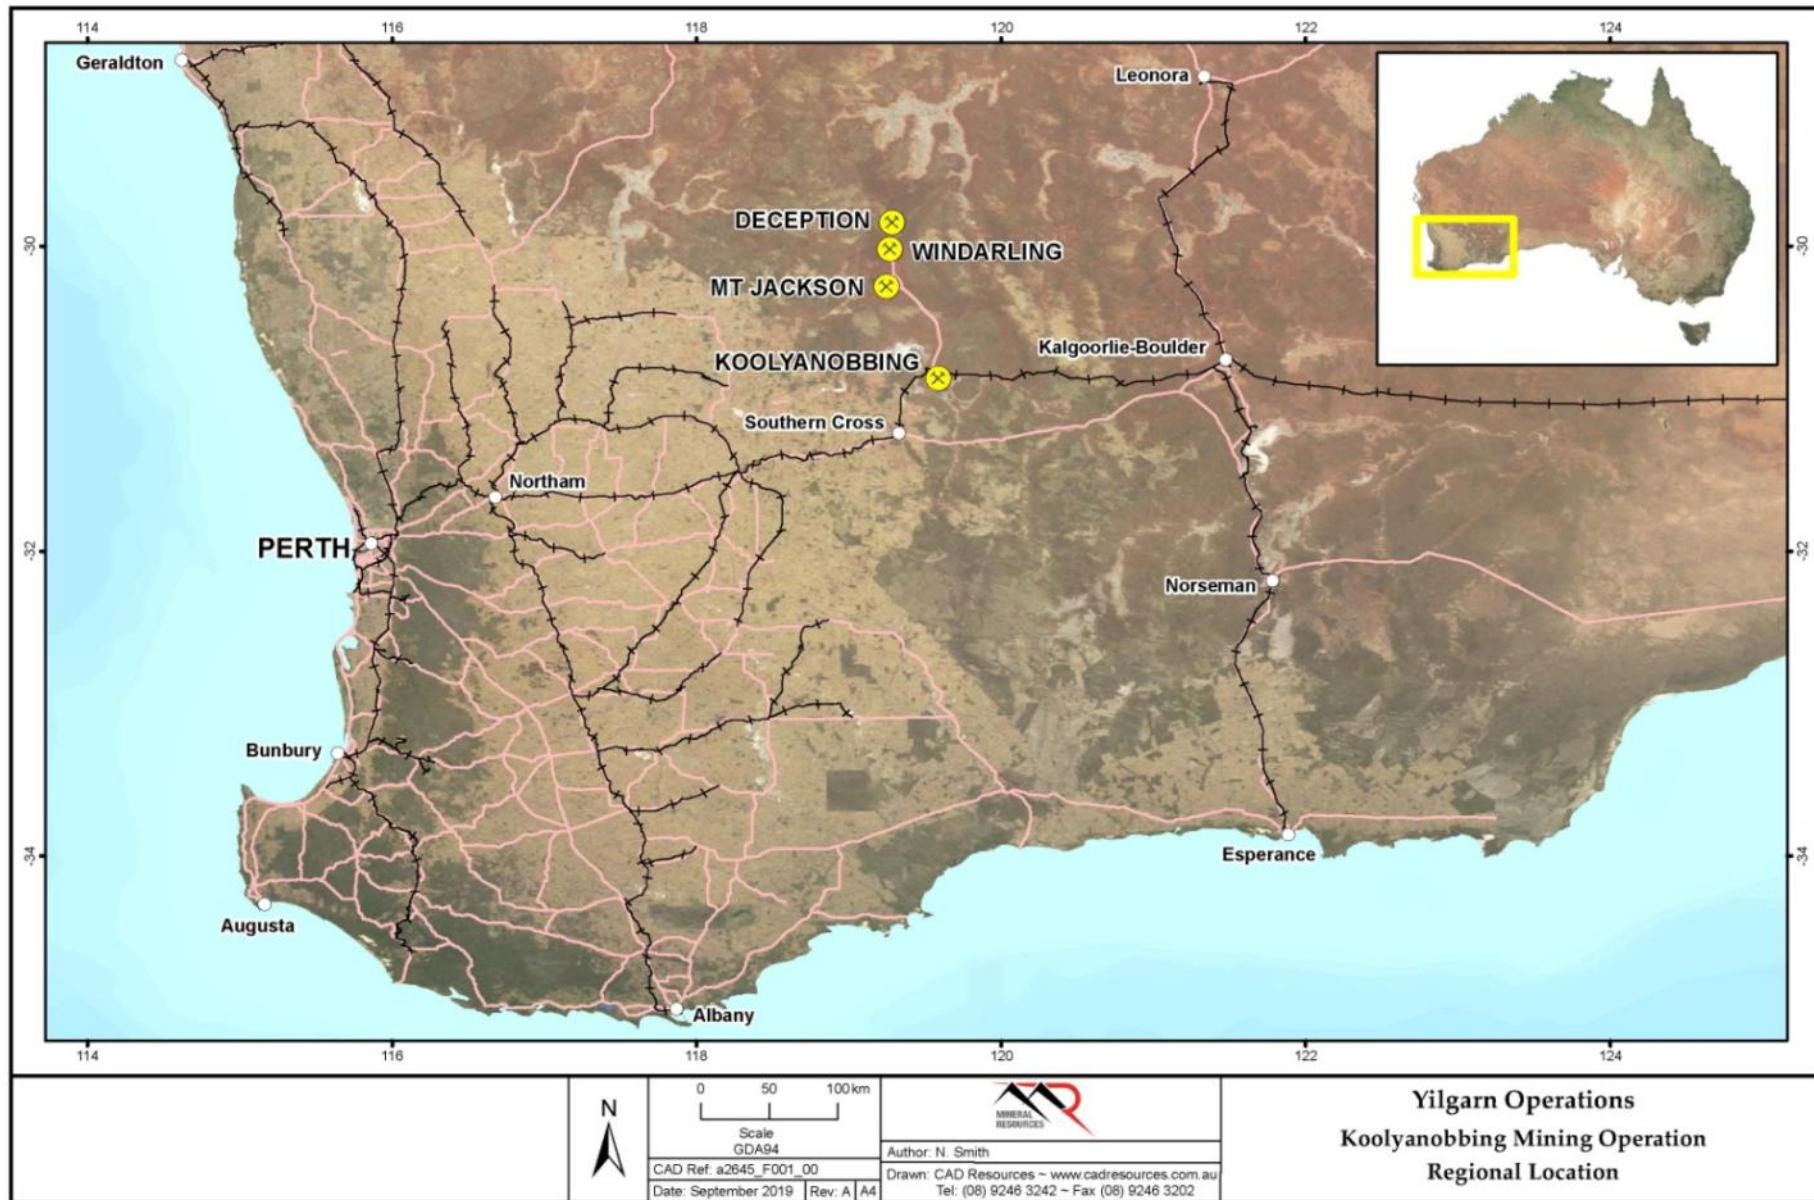 114 116 118 120 122 124
Geraldton
Leonora
DECEPTION
-30
WINDARLING
-30
MT JACKSON
Kalgoorlie-Boulder
KOOLYANOBBING
Southern Cross
Northam
PERTH
-32
-32
Norseman
Bunbury
-34
Esperance
-34
Augusta
Albany
114 116 118 120 122 124
N
0 50 100 km
Scale
GDA94
CAD Ref: a2645_F001_00
Date: September 2019 Rev: A A4
MINERAL
RESOURCES
Author: N. Smith
Drawn: CAD Resources ~ www.cadresources.com.au
Tel: (08) 9246 3242 ~ Fax (08) 9246 3202
Yilgarn Operations
Koolyanobbing Mining Operation
Regional Location